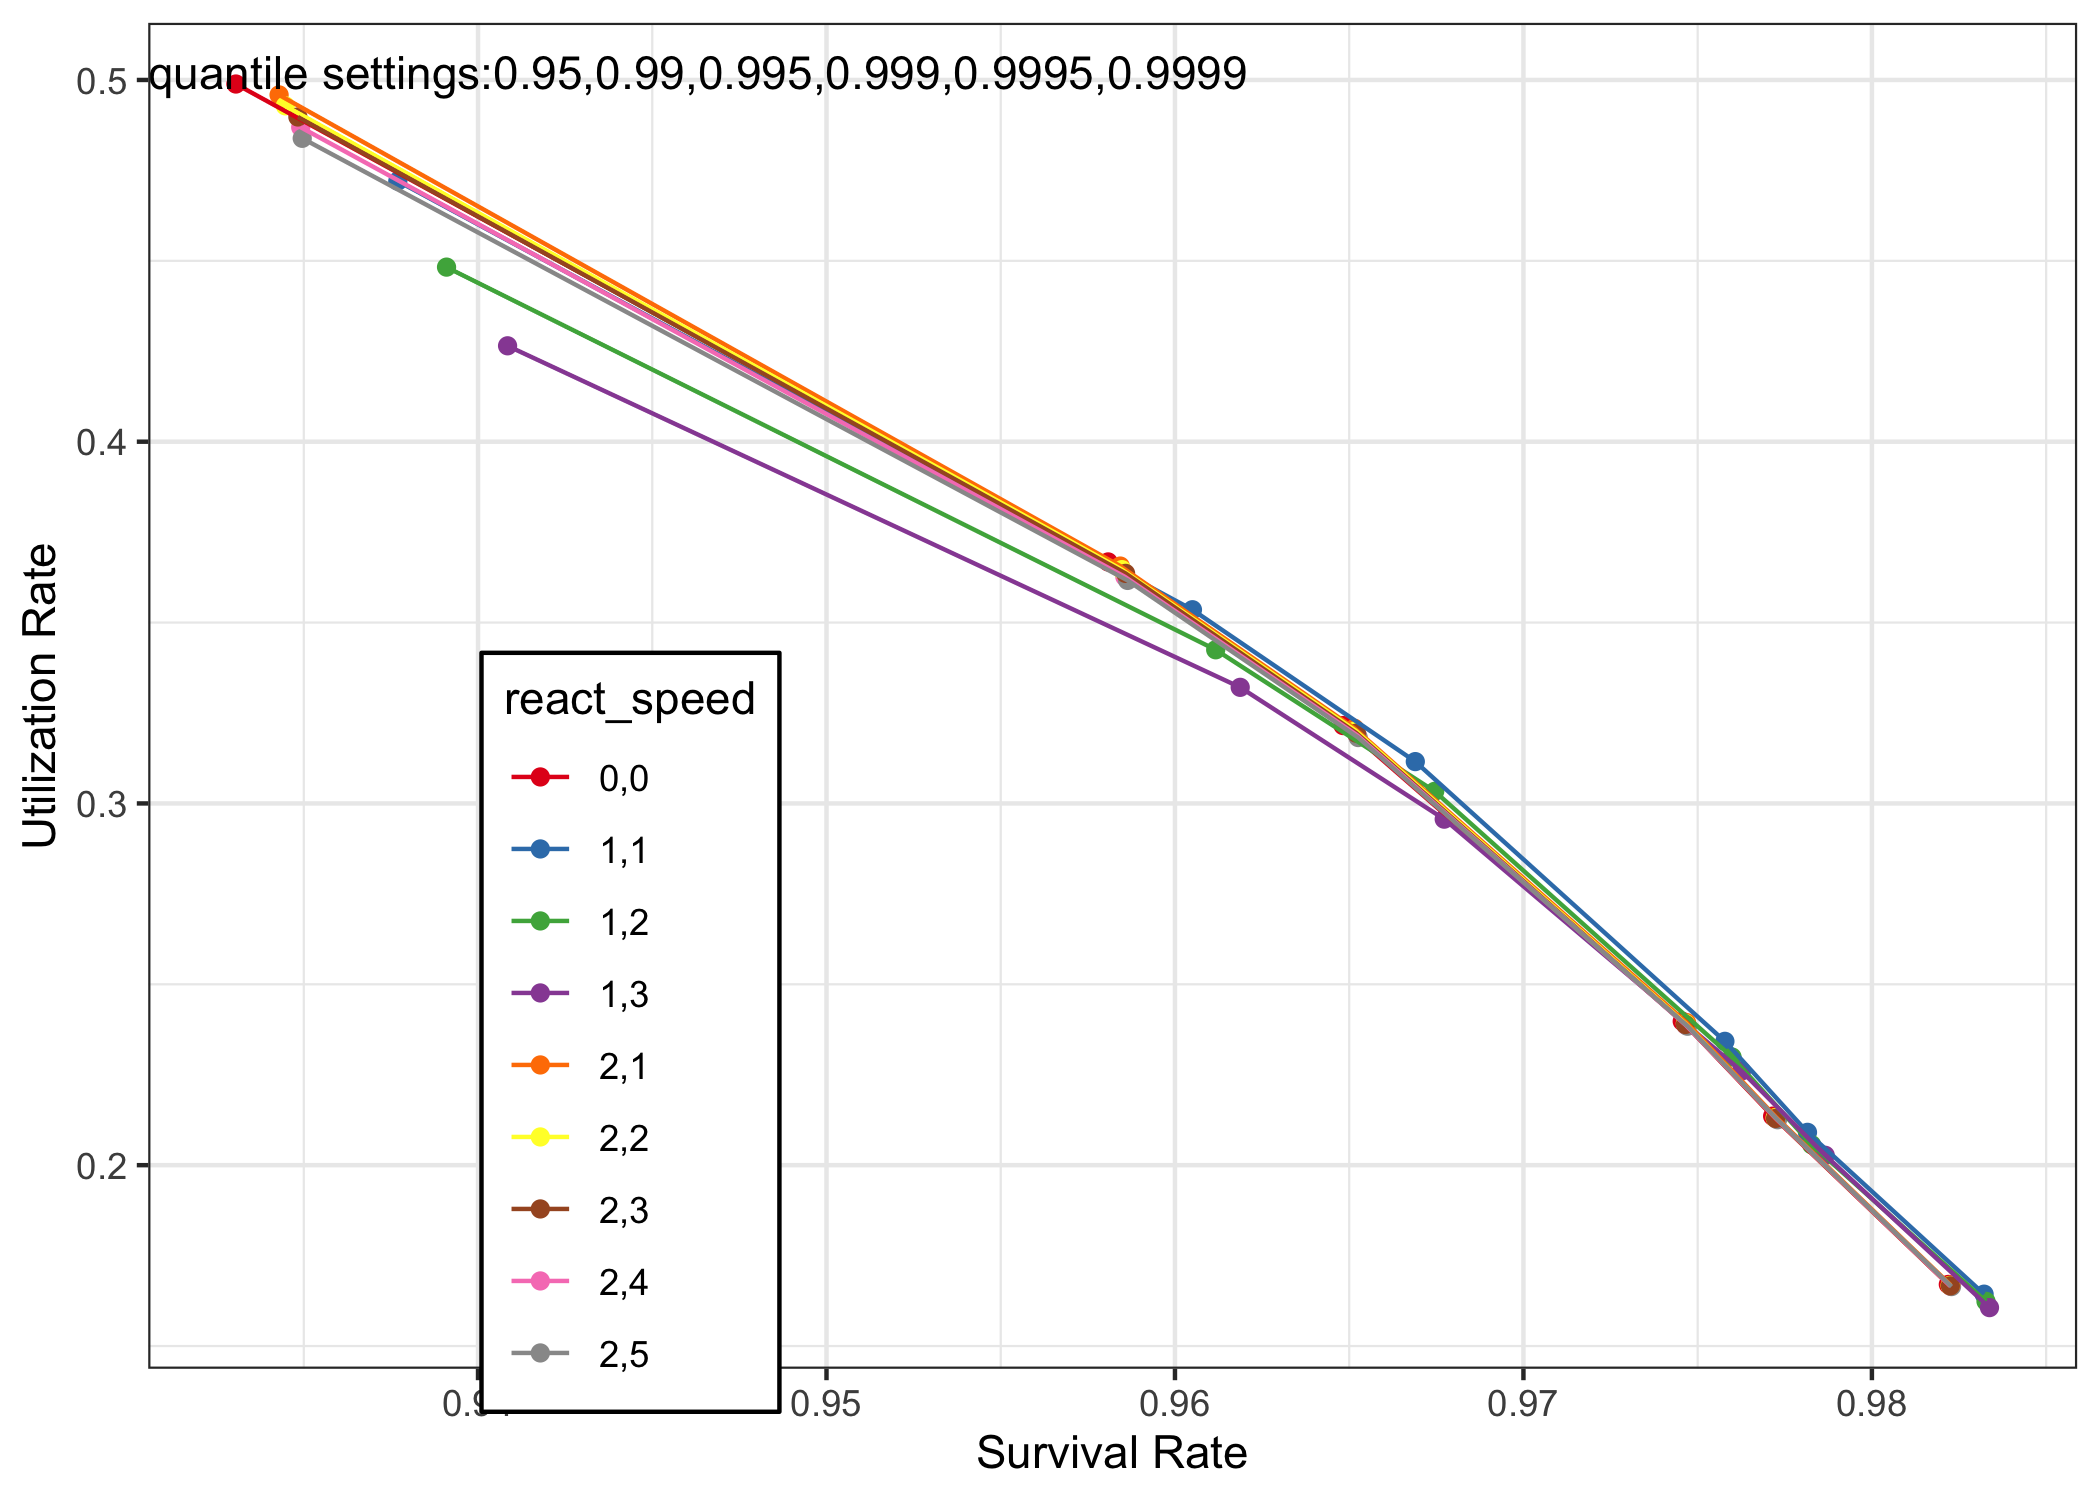 quantile settings:0.95,0.99,0.995,0.999,0.9995,0.9999
0.5
0.4
0.3
0.2
Utilization Rate
react_speed
0,0
1,1
1,2
1,3
2,1
2,2
2,3
2,4
2,5
0.95 0.96 0.97 0.98
Survival Rate